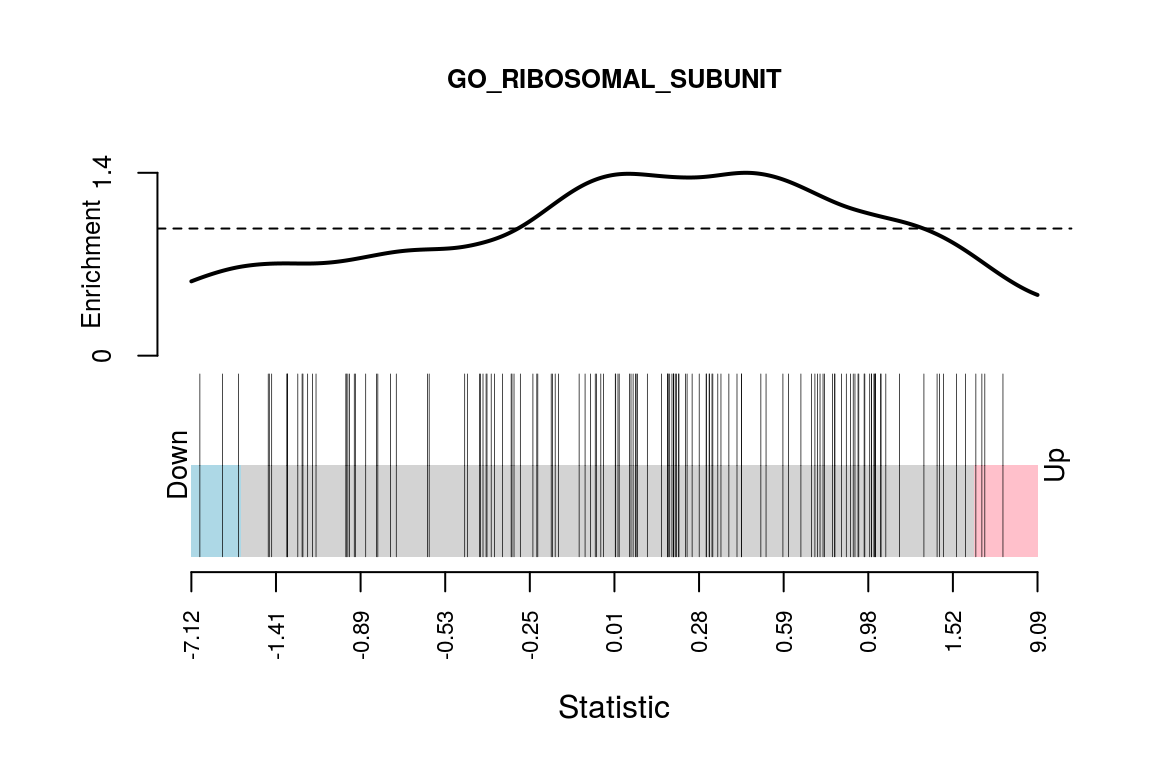 GO_RIBOSOMAL_SUBUNIT
1.4
Enrichment
0
Down
Up
-7.12 -1.41 -0.89 -0.53 -0.25 0.01 0.28 0.59 0.98 1.52 9.09
Statistic